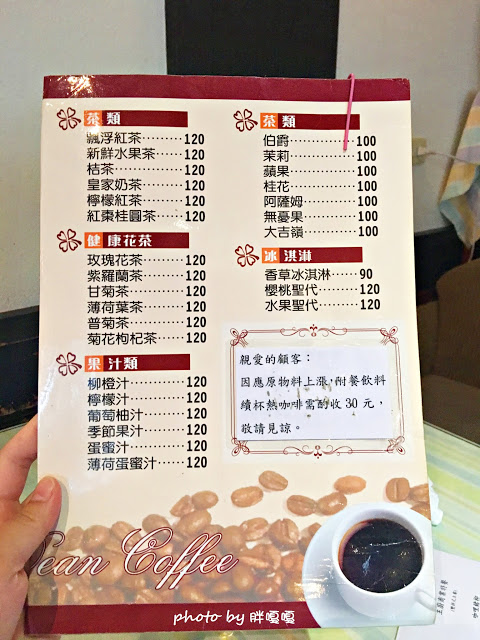 茶類
飄浮紅茶………120
新鮮水果茶……120
桔茶……………120
皇家奶茶………120
檸檬紅茶………120
紅棗桂圓茶……120
健康花茶
玫瑰花茶………120
紫羅蘭茶………120
甘菊茶…………120
薄荷葉茶………120
普菊茶…………120
菊花枸杞茶……120
果汁類
柳橙汁…………120
檸檬汁…………120
葡萄柚汁………120
季節果汁………120
蛋蜜汁…………120
薄荷蛋蜜汁……120
茶類
伯爵……………100
茉莉……………100
蘋果……………100
桂花……………100
阿薩姆…………100
無憂果…………100
大吉嶺…………100
冰淇淋
香草冰淇淋……90
櫻桃聖代………120
水果聖代………120
親愛的顧客：
因應原物料上漲,附餐飲料
續杯熱咖啡需酌收30元，
敬請見諒。
Bean Coffee
photo by 胖嘎嘎